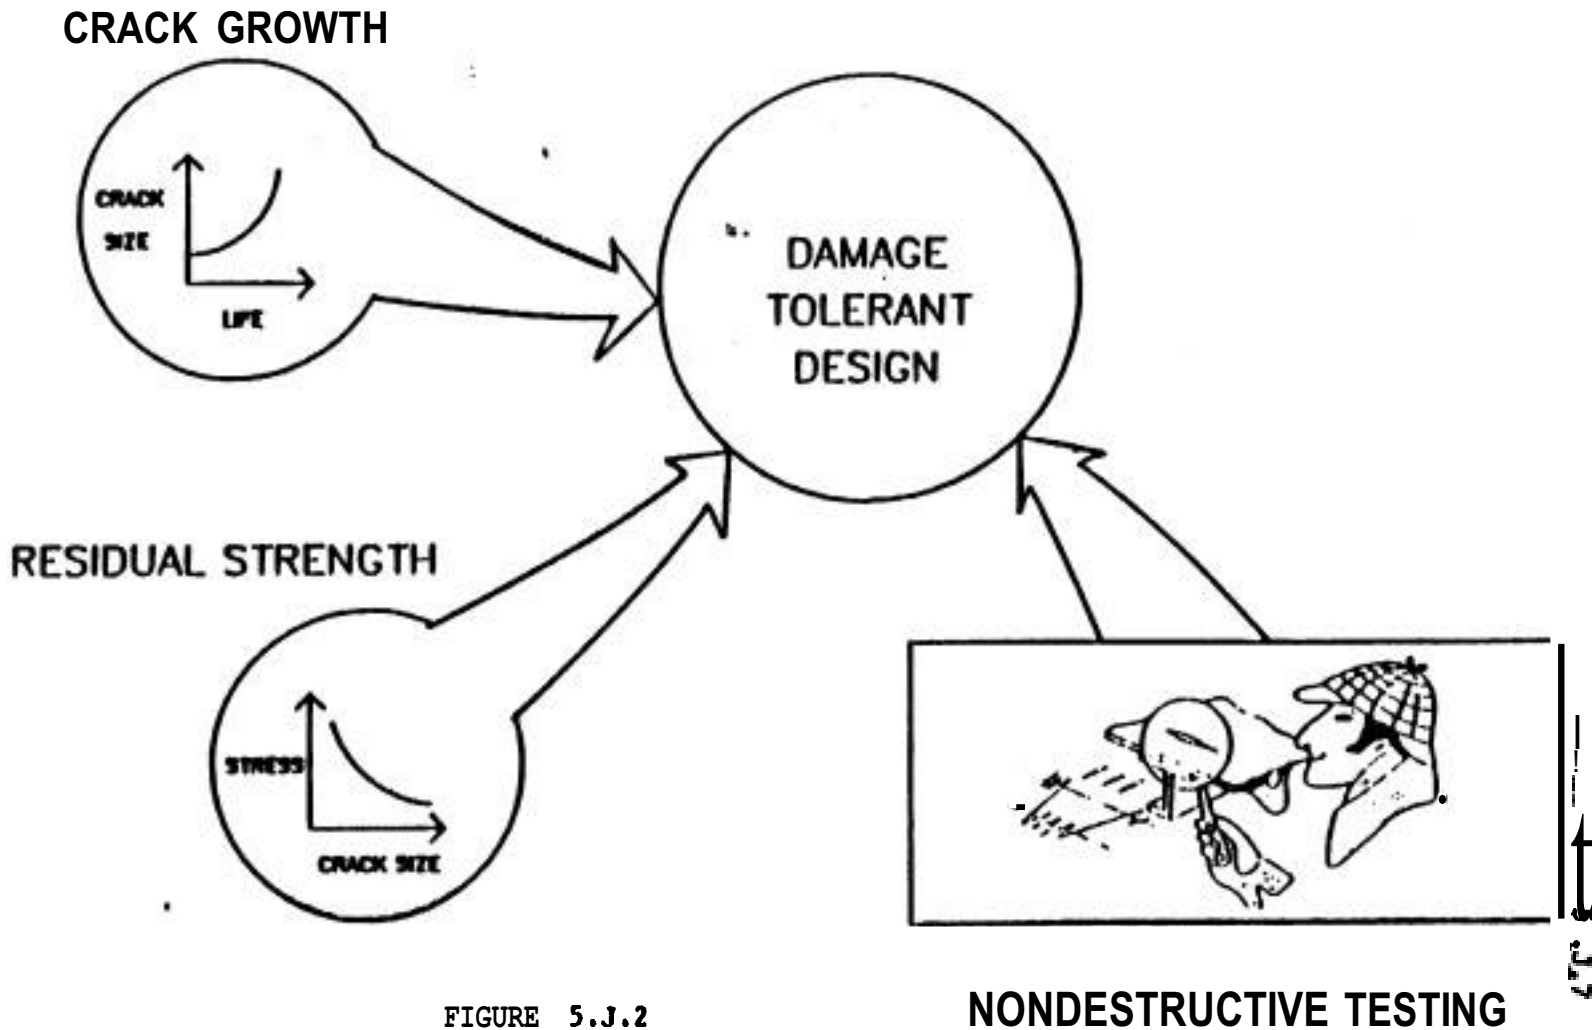 CRACK GROWTH
CRACK
SIZE
LIFE
DAMAGE
TOLERANT
DESIGN
RESIDUAL STRENGTH
STRESS
CRACK SIZE
FIGURE 5.J.2
NONDESTRUCTIVE TESTING